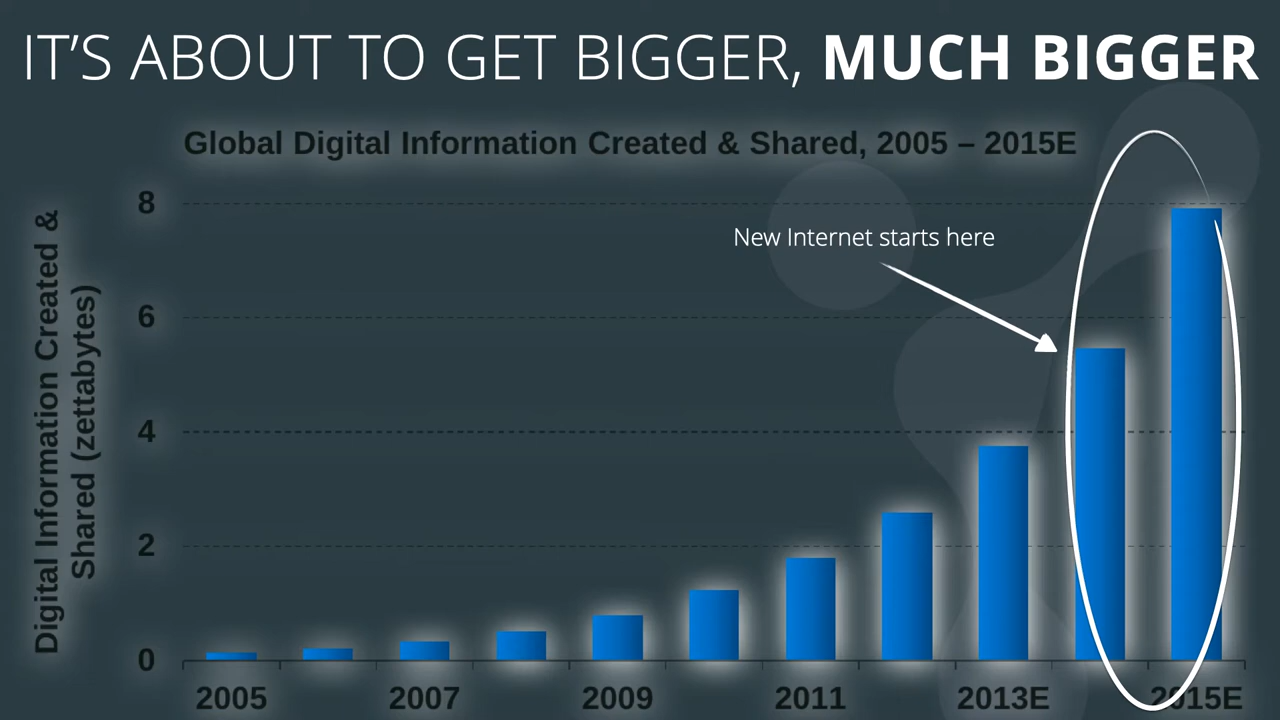 IT’S ABOUT TO GET BIGGER, MUCH BIGGER
Global Digital Information Created & Shared, 2005 – 2015E
Digital Information Created &
Shared (zettabytes)
8
6
4
2
0
New Internet starts here
2005 2007 2009 2011 2013E 2015E